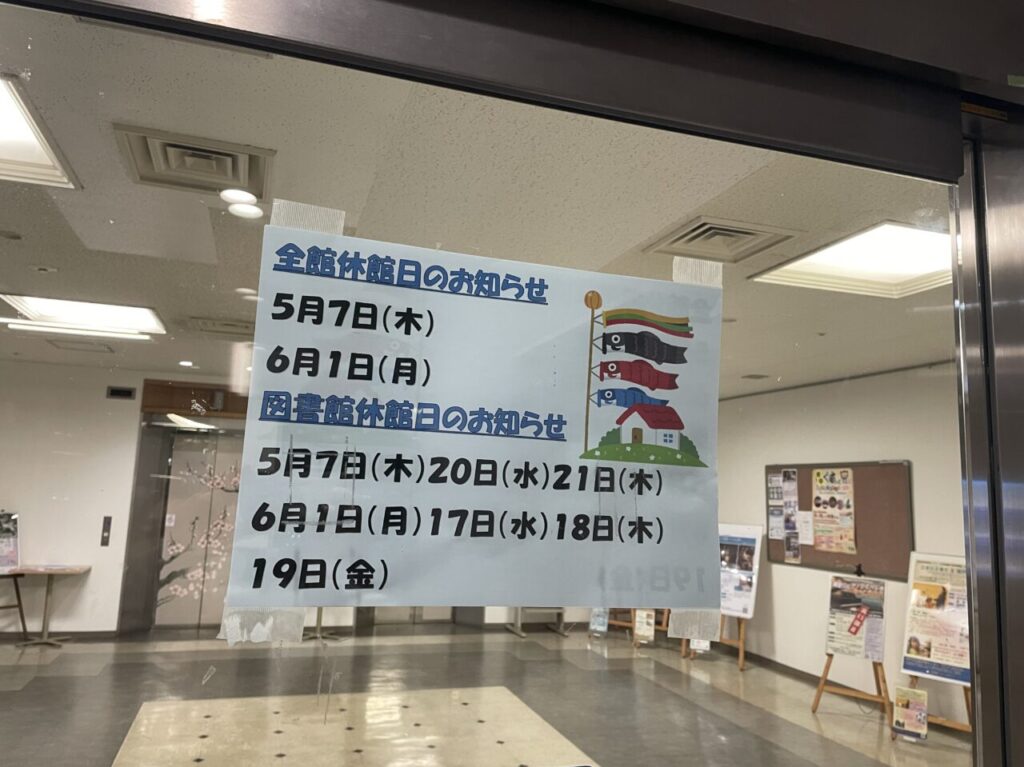 全館休館日のお知らせ
5月7日(木)
6月1日(月)
図書館休館日のお知らせ
5月7日(木)20日(水)21日(木)
6月1日(月)17日(水)18日(木)
19日(金)